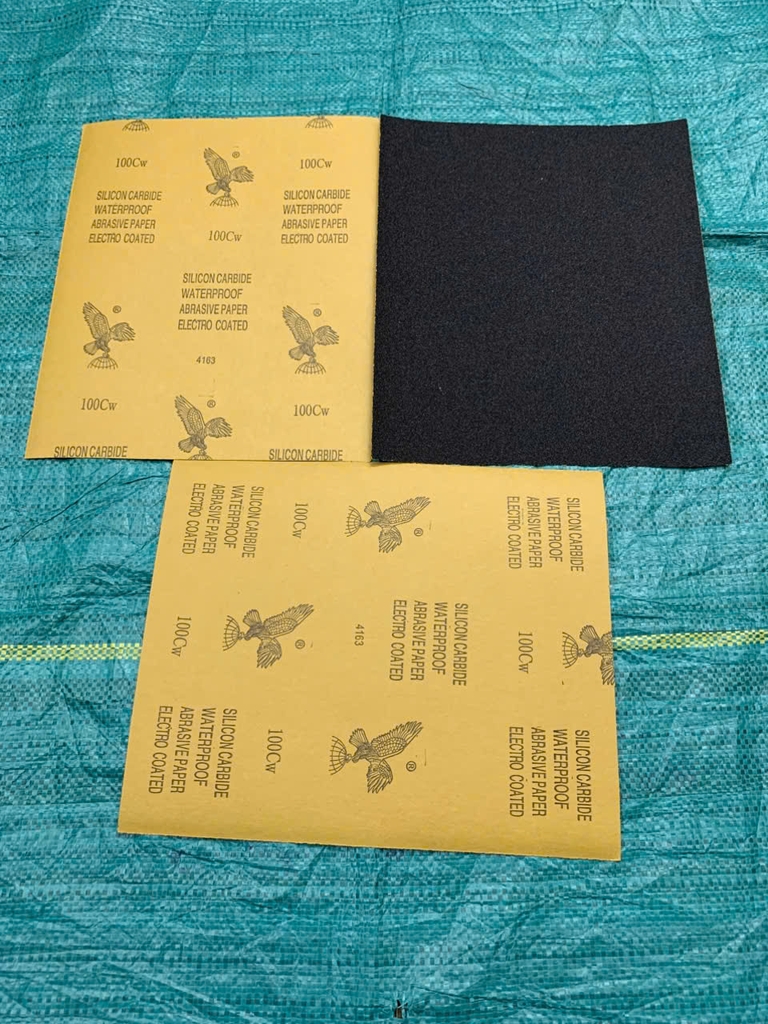 100Cw
®
100Cw
SILICON CARBIDE
WATERPROOF
ABRASIVE PAPER
ELECTRO COATED
SILICON CARBIDE
WATERPROOF
ABRASIVE PAPER
ELECTRO COATED
100Cw
SILICON CARBIDE
WATERPROOF
ABRASIVE PAPER
ELECTRO COATED
®
®
4163
100Cw
®
100Cw
SILICON CARBIDE
SILICON CARBIDE
SILICON CARBIDE
WATERPROOF
ABRASIVE PAPER
ELECTRO COATED
100Cw
®
SILICON CARBIDE
WATERPROOF
ABRASIVE PAPER
ELECTRO COATED
100Cw
®
4163
SILICON CARBIDE
WATERPROOF
ABRASIVE PAPER
ELECTRO COATED
100Cw
SILICON CARBIDE
WATERPROOF
ABRASIVE PAPER
ELECTRO COATED
100Cw
®
SILICON CARBIDE
WATERPROOF
ABRASIVE PAPER
ELECTRO COATED